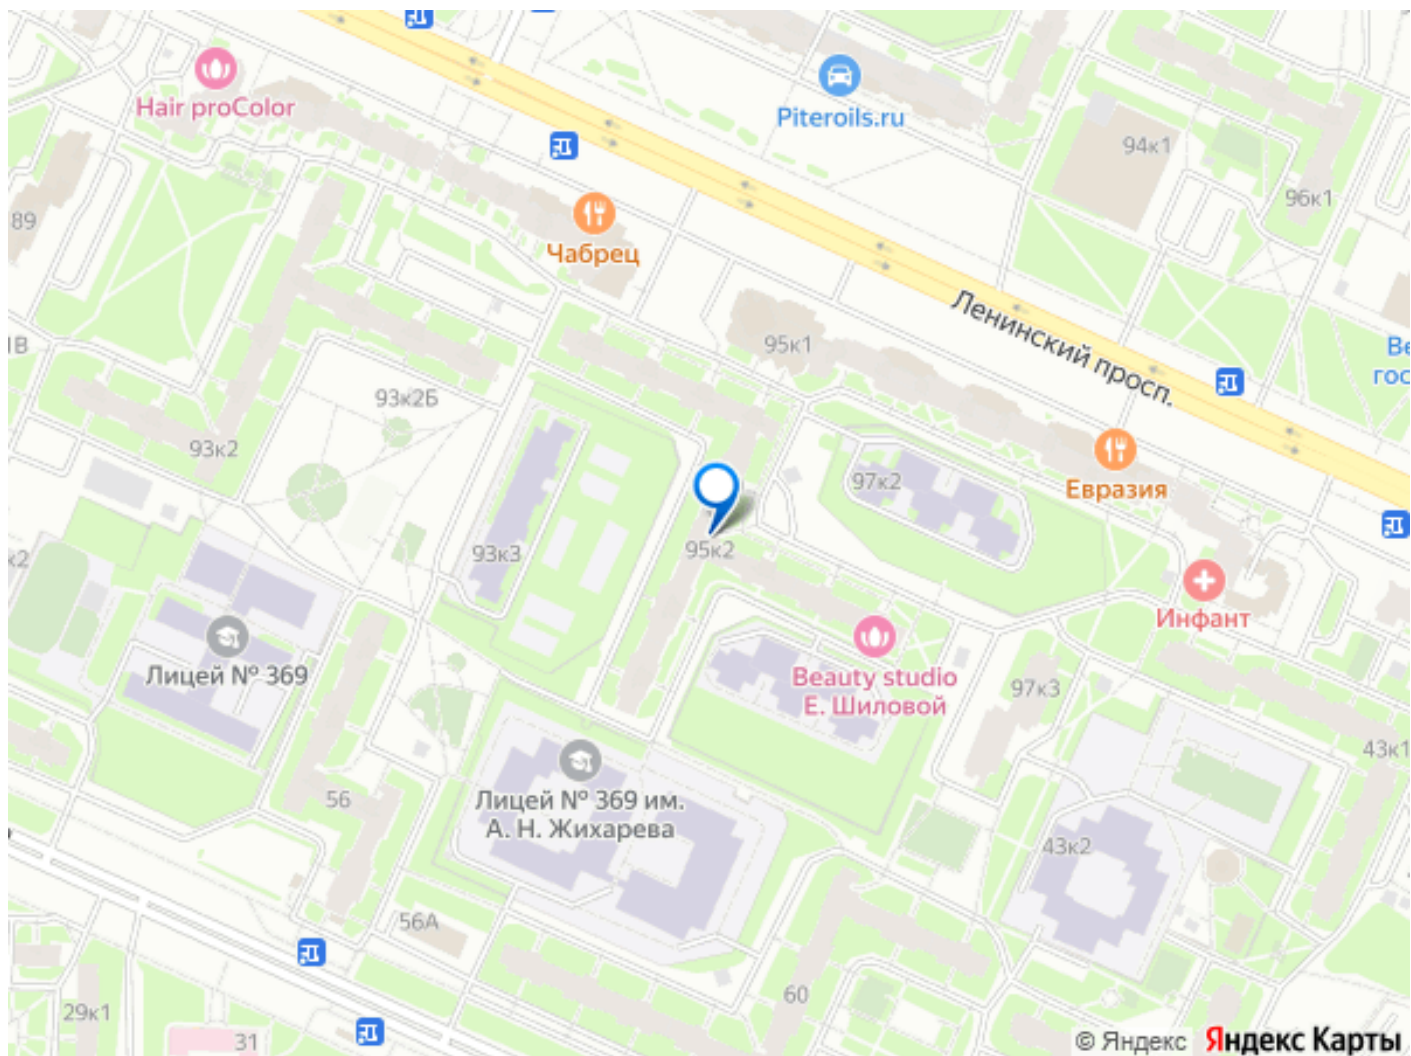 Hair proColor
Piteroils.ru
94к1
96к1
89
Чабрец
Ленинский просп.
1В
95к1
93к2Б
93к2
97к2
Евразия
93к3
95к2
к2
Инфант
Лицей № 369
Beauty studio
Е. Шиловой
97к3
43к1
56
Лицей № 369 им.
А. Н. Жихарева
43к2
56А
60
29к1
31
© Яндекс Яндекс Карты